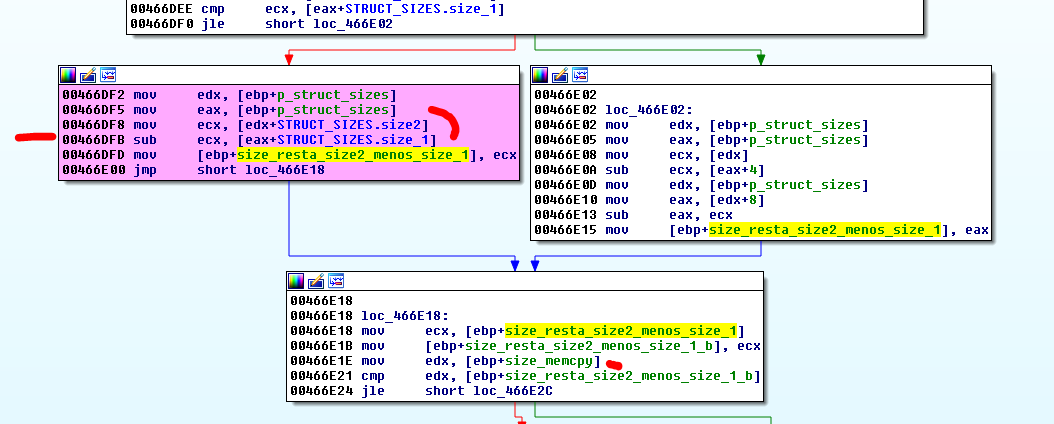 00466DEE cmp ecx, [eax+STRUCT_SIZES.size_1]
00466DF0 jle short loc_466E02
00466DF2 mov edx, [ebp+p_struct_sizes]
00466DF5 mov eax, [ebp+p_struct_sizes]
00466DF8 mov ecx, [edx+STRUCT_SIZES.size2]
00466DFB sub ecx, [eax+STRUCT_SIZES.size_1]
00466DFD mov [ebp+size_resta_size2_menos_size_1], ecx
00466E00 jmp short loc_466E18
00466E02
00466E02 loc_466E02:
00466E02 mov edx, [ebp+p_struct_sizes]
00466E05 mov eax, [ebp+p_struct_sizes]
00466E08 mov ecx, [edx]
00466E0A sub ecx, [eax+4]
00466E0D mov edx, [ebp+p_struct_sizes]
00466E10 mov eax, [edx+8]
00466E13 sub eax, ecx
00466E15 mov [ebp+size_resta_size2_menos_size_1], eax
00466E18
00466E18 loc_466E18:
00466E18 mov ecx, [ebp+size_resta_size2_menos_size_1]
00466E1B mov [ebp+size_resta_size2_menos_size_1_b], ecx
00466E1E mov edx, [ebp+size_memcpy]
00466E21 cmp edx, [ebp+size_resta_size2_menos_size_1_b]
00466E24 jle short loc_466E2C